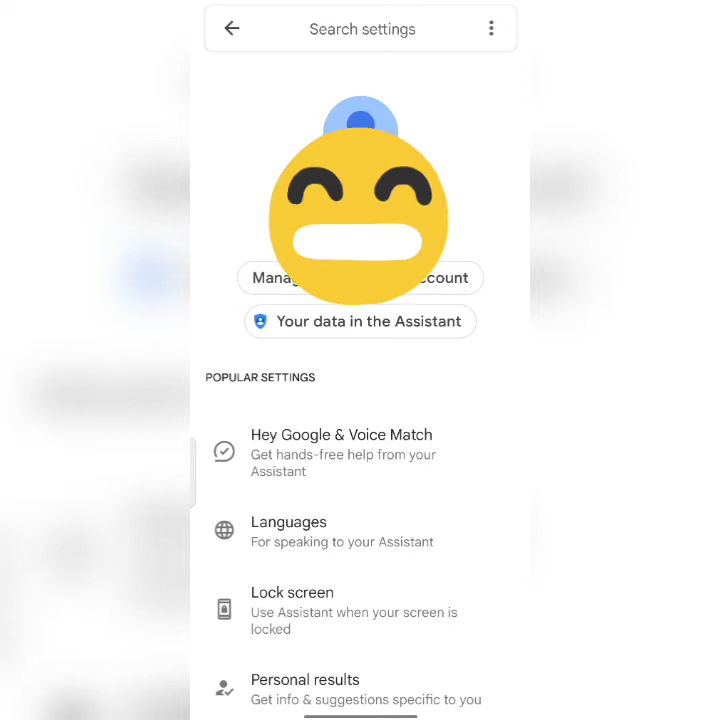 Search settings
Mana count
Your data in the Assistant
POPULAR SETTINGS
Hey Google & Voice Match
Get hands-free help from your
Assistant
Languages
For speaking to your Assistant
Lock screen
Use Assistant when your screen is
locked
Personal results
Get info & suggestions specific to you